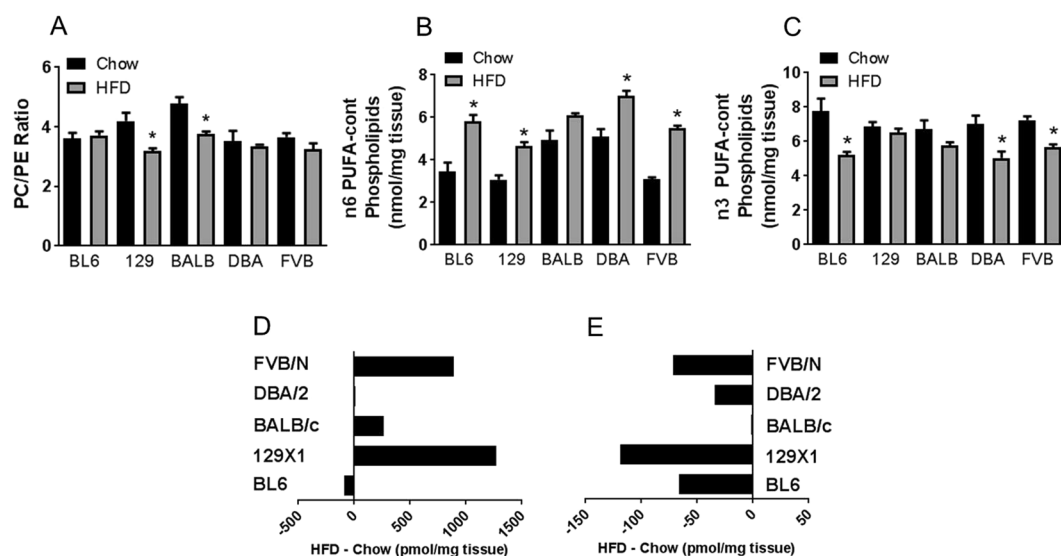 A
Chow
HFD
PC/PE Ratio
6
4
2
0
*
*
BL6 129 BALB DBA FVB
B
Chow
HFD
n6 PUFA-cont
Phospholipids
(nmol/mg tissue)
8
6
4
2
0
*
*
*
*
BL6 129 BALB DBA FVB
C
Chow
HFD
n3 PUFA-cont
Phospholipids
(nmol/mg tissue)
10
8
6
4
2
0
*
*
*
BL6 129 BALB DBA FVB
D
FVB/N
DBA/2
BALB/c
129X1
BL6
-500 0 500 1000 1500
HFD - Chow (pmol/mg tissue)
E
FVB/N
DBA/2
BALB/c
129X1
BL6
-150 -100 -50 0 50
HFD - Chow (pmol/mg tissue)